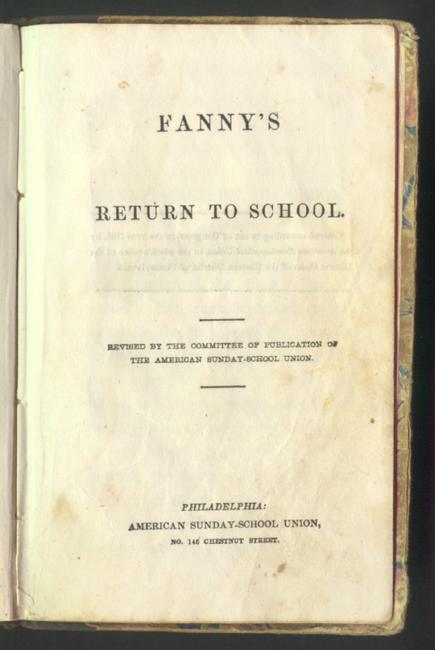 FANNY'S
RETURN TO SCHOOL.
REVISED BY THE COMMITTEE OF PUBLICATION OF
THE AMERICAN SUNDAY-SCHOOL UNION.
PHILADELPHIA:
AMERICAN SUNDAY-SCHOOL UNION,
NO. 146 CHESTNUT STREET.